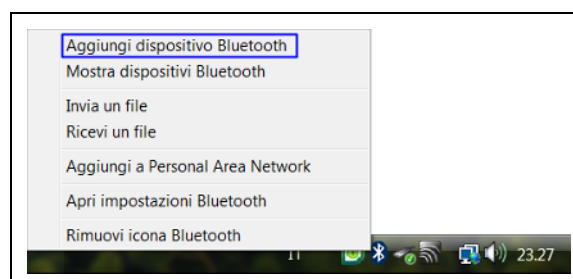 Aggiungi dispositivo Bluetooth
Mostra dispositivi Bluetooth
Invia un file
Ricevi un file
Aggiungi a Personal Area Network
Apri impostazioni Bluetooth
Rimuovi icona Bluetooth
IT 23.27